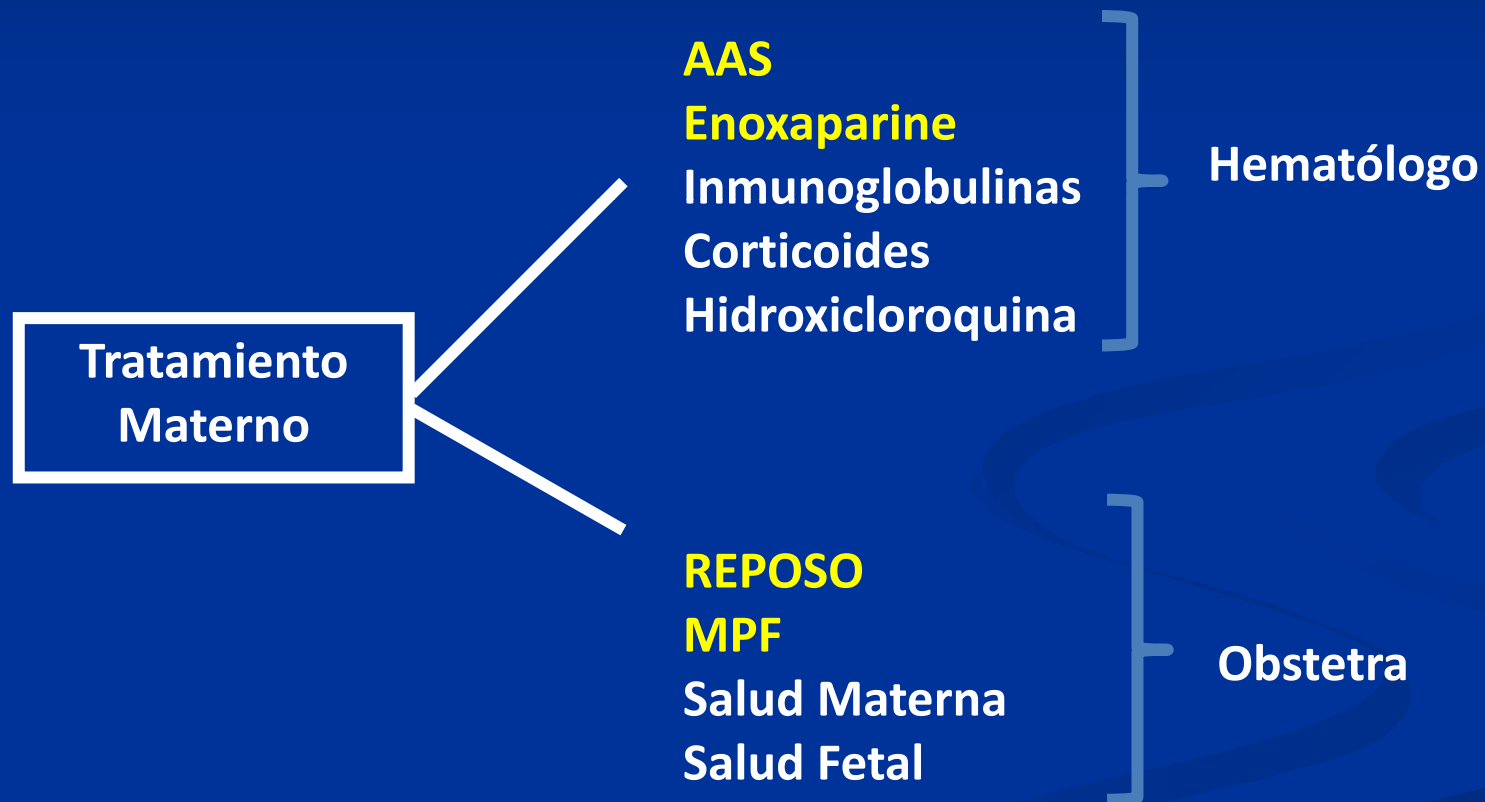 AAS
Enoxaparine
Inmunoglobulinas
Corticoides
Hidroxicloroquina
Hematólogo
Tratamiento
Materno
REPOSO
MPF
Salud Materna
Salud Fetal
Obstetra